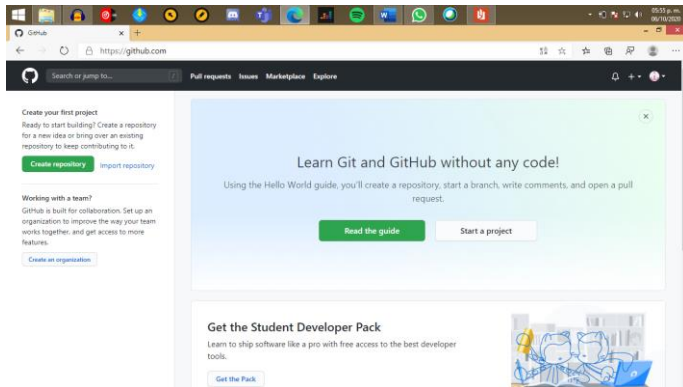 05:55 p. m.
06/10/2020
GitHub
https://github.com
Search or jump to...
/
Pull requests Issues Marketplace Explore
Create your first project
Ready to start building? Create a repository
for a new idea or bring over an existing
repository to keep contributing to it.
Create repository
Import repository
Working with a team?
GitHub is built for collaboration. Set up an
organization to improve the way your team
works together, and get access to more
features.
Create an organization
Learn Git and GitHub without any code!
Using the Hello World guide, you'll create a repository, start a branch, write comments, and open a pull
request.
Read the guide
Start a project
Get the Student Developer Pack
Learn to ship software like a pro with free access to the best developer
tools.
Get the Pack